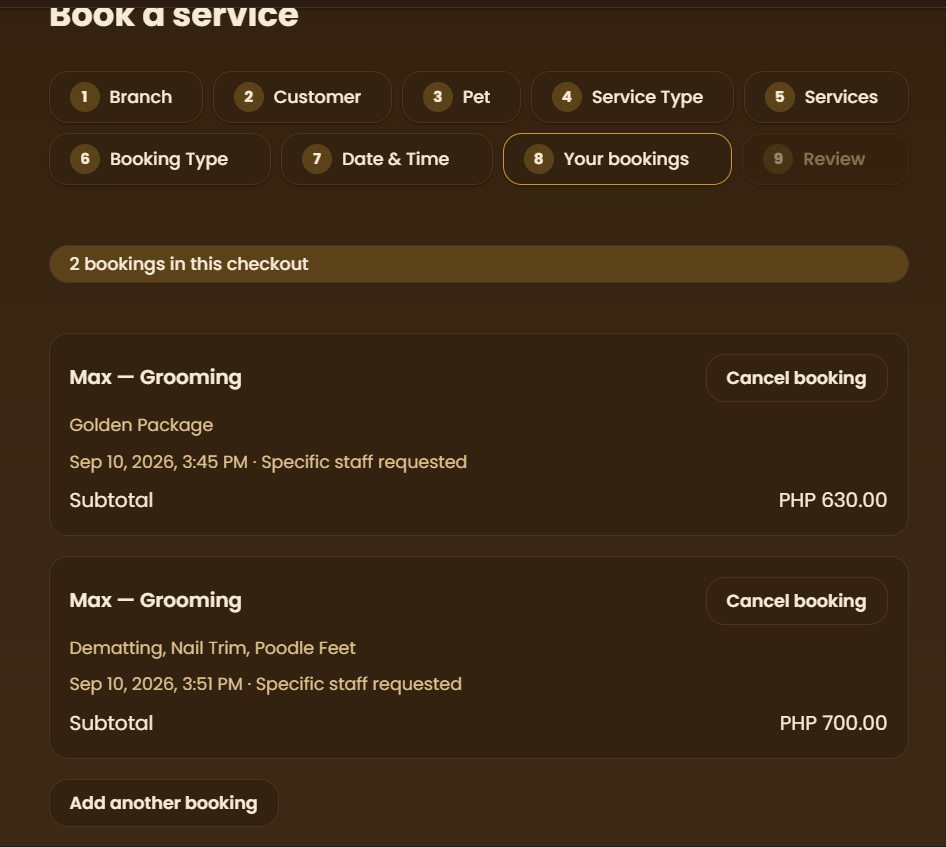 Book a service
1 Branch
2 Customer
3 Pet
4 Service Type
5 Services
6 Booking Type
7 Date & Time
8 Your bookings
9 Review
2 bookings in this checkout
Max — Grooming
Cancel booking
Golden Package
Sep 10, 2026, 3:45 PM · Specific staff requested
Subtotal
PHP 630.00
Max — Grooming
Cancel booking
Dematting, Nail Trim, Poodle Feet
Sep 10, 2026, 3:51 PM · Specific staff requested
Subtotal
PHP 700.00
Add another booking